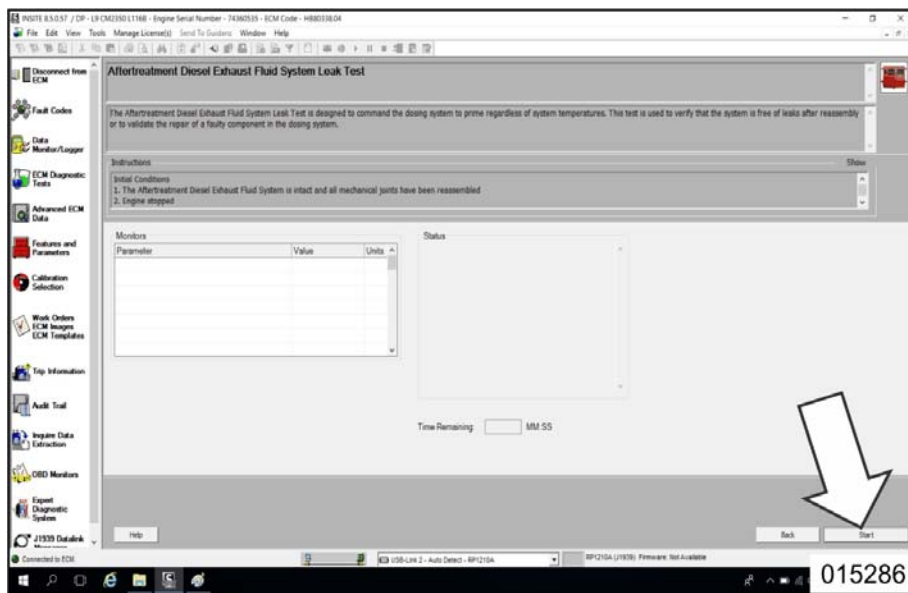 INSITE 8.5.0.57 / DP - L9 CM2350 L116B - Engine Serial Number - 74360535 - ECM Code - H880338.04
File Edit View Tools Manage License(s) Send To Guidanz Window Help
Disconnect from
ECM
Aftertreatment Diesel Exhaust Fluid System Leak Test
Fault Codes
The Aftertreatment Diesel Exhaust Fluid System Leak Test is designed to command the dosing system to prime regardless of system temperatures. This test is used to verify that the system is free of leaks after reassembly
or to validate the repair of a faulty component in the dosing system.
Data
Monitor/Logger
Instructions
Show
ECM Diagnostic
Tests
Initial Conditions
1. The Aftertreatment Diesel Exhaust Fluid System is intact and all mechanical joints have been reassembled
2. Engine stopped
Advanced ECM
Data
Features and
Parameters
Monitors
Parameter Value Units
Status
Calibration
Selection
Work Orders
ECM Images
ECM Templates
Trip Information
Audit Trail
Time Remaining: MM:SS
Inquire Data
Extraction
OBD Monitors
Expert
Diagnostic
System
J1939 Datalink
Help
Back
Start
Connected to ECM
USB-Link 2 - Auto Detect - RP1210A
RP1210A (J1939) Firmware: Not Available
015286